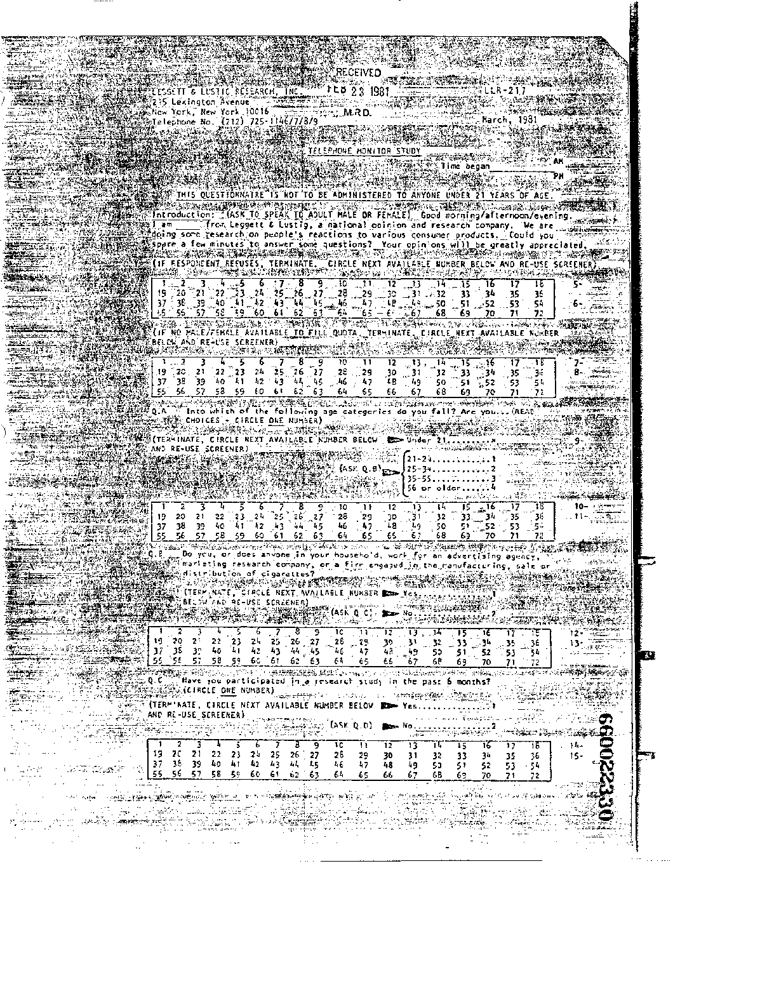 RECEIVED
LEGGETT & LUSTIG RESEARCH, INC. FEB 23 1981 LLR-217
215 Lexington Avenue
New York, New York 10016 M.R.D.
Telephone No. (212) 725-1146/7/8/9 March, 1981
TELEPHONE MONITOR STUDY
Time began AM
PM
THIS QUESTIONNAIRE IS NOT TO BE ADMINISTERED TO ANYONE UNDER 21 YEARS OF AGE.
Introduction: (ASK TO SPEAK TO ADULT MALE OR FEMALE). Good morning/afternoon/evening.
I am ____ from Leggett & Lustig, a national opinion and research company. We are
doing some research on people's reactions to various consumer products. Could you
spare a few minutes to answer some questions? Your opinions will be greatly appreciated.
(IF RESPONDENT REFUSES, TERMINATE. CIRCLE NEXT AVAILABLE NUMBER BELOW AND RE-USE SCREENER)
1 2 3 4 5 6 7 8 9 10 11 12 13 14 15 16 17 18 5-
19 20 21 22 23 24 25 26 27 28 29 30 31 32 33 34 35 36
37 38 39 40 41 42 43 44 45 46 47 48 49 50 51 52 53 54 6-
55 56 57 58 59 60 61 62 63 64 65 66 67 68 69 70 71 72
(IF NO MALE/FEMALE AVAILABLE TO FILL QUOTA, TERMINATE, CIRCLE NEXT AVAILABLE NUMBER
BELOW AND RE-USE SCREENER)
1 2 3 4 5 6 7 8 9 10 11 12 13 14 15 16 17 18 7-
19 20 21 22 23 24 25 26 27 28 29 30 31 32 33 34 35 36 8-
37 38 39 40 41 42 43 44 45 46 47 48 49 50 51 52 53 54
55 56 57 58 59 60 61 62 63 64 65 66 67 68 69 70 71 72
Q.A Into which of the following age categories do you fall? Are you...(READ
CHOICES - CIRCLE ONE NUMBER)
(TERMINATE, CIRCLE NEXT AVAILABLE NUMBER BELOW Under 21.........x 9-
AND RE-USE SCREENER)
21-24............1
(ASK Q.B) 25-34............2
35-55............3
56 or older......4
1 2 3 4 5 6 7 8 9 10 11 12 13 14 15 16 17 18 10-
19 20 21 22 23 24 25 26 27 28 29 30 31 32 33 34 35 36 11-
37 38 39 40 41 42 43 44 45 46 47 48 49 50 51 52 53 54
55 56 57 58 59 60 61 62 63 64 65 66 67 68 69 70 71 72
Q.B Do you, or does anyone in your household, work for an advertising agency,
marketing research company, or a firm engaged in the manufacturing, sale or
distribution of cigarettes?
(TERMINATE, CIRCLE NEXT AVAILABLE NUMBER Yes..............1
BELOW AND RE-USE SCREENER)
(ASK Q C) No...............2
1 2 3 4 5 6 7 8 9 10 11 12 13 14 15 16 17 18 12-
19 20 21 22 23 24 25 26 27 28 29 30 31 32 33 34 35 36 13-
37 38 39 40 41 42 43 44 45 46 47 48 49 50 51 52 53 54
55 56 57 58 59 60 61 62 63 64 65 66 67 68 69 70 71 72
Q.C Have you participated in a research study in the past 6 months?
(CIRCLE ONE NUMBER)
(TERMINATE, CIRCLE NEXT AVAILABLE NUMBER BELOW Yes..............1
AND RE-USE SCREENER)
(ASK Q.D) No...............2
1 2 3 4 5 6 7 8 9 10 11 12 13 14 15 16 17 18 14-
19 20 21 22 23 24 25 26 27 28 29 30 31 32 33 34 35 36 15-
37 38 39 40 41 42 43 44 45 46 47 48 49 50 51 52 53 54
55 56 57 58 59 60 61 62 63 64 65 66 67 68 69 70 71 72
660022330